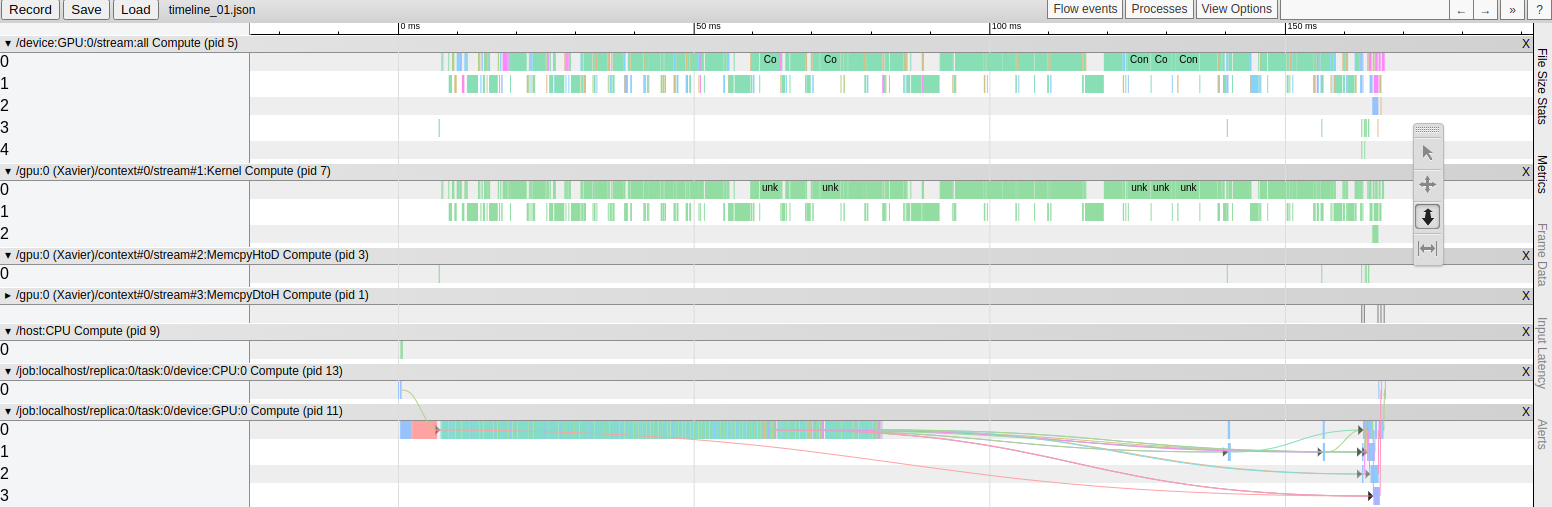 Record Save Load timeline_01.json Flow events Processes View Options ← → » ?
0 ms 50 ms 100 ms 150 ms
▾ /device:GPU:0/stream:all Compute (pid 5) X
0 Co Co Con Co Con
1
2
3
4
▾ /gpu:0 (Xavier)/context#0/stream#1:Kernel Compute (pid 7) X
0 unk unk unk unk unk
1
2
▾ /gpu:0 (Xavier)/context#0/stream#2:MemcpyHtoD Compute (pid 3) X
0
▸ /gpu:0 (Xavier)/context#0/stream#3:MemcpyDtoH Compute (pid 1) X
▾ /host:CPU Compute (pid 9) X
0
▾ /job:localhost/replica:0/task:0/device:CPU:0 Compute (pid 13) X
0
▾ /job:localhost/replica:0/task:0/device:GPU:0 Compute (pid 11) X
0
1
2
3
File Size Stats
Metrics
Frame Data
Input Latency
Alerts